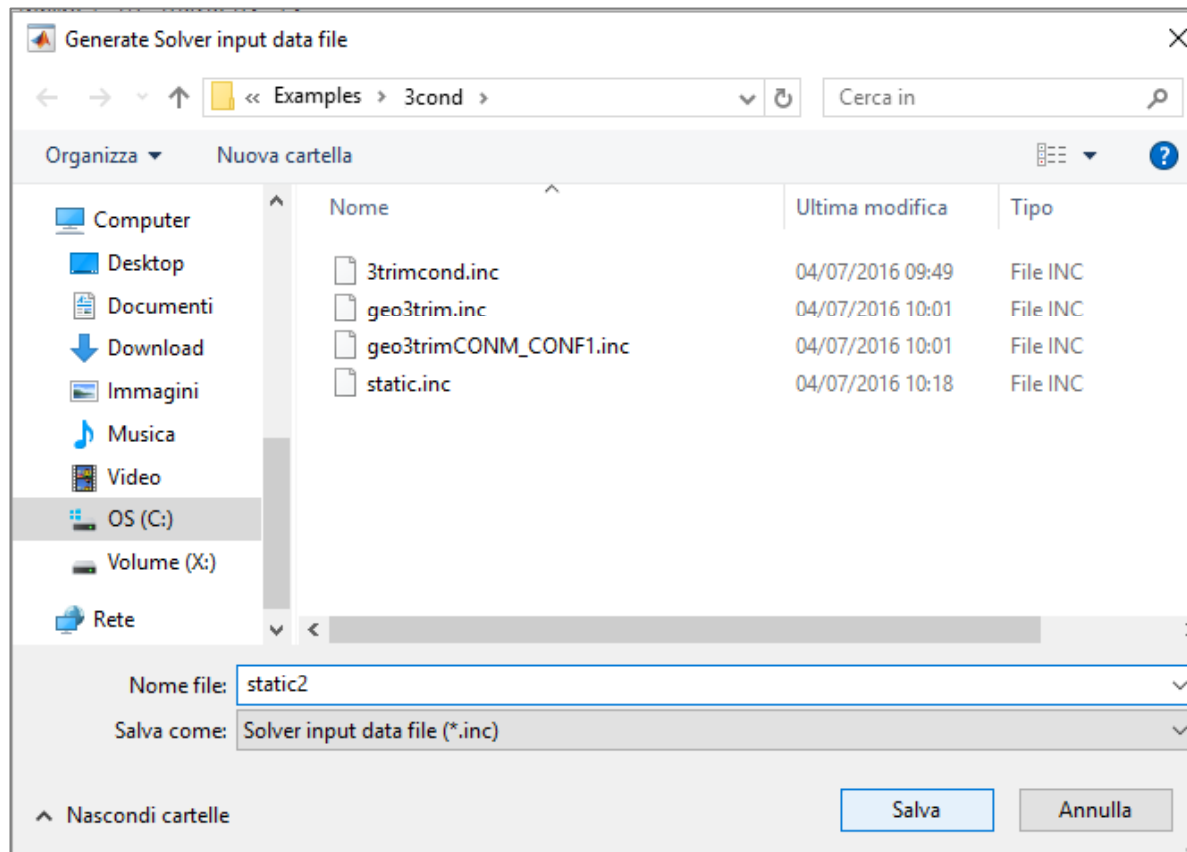 Generate Solver input data file
« Examples > 3cond >
Cerca in
Organizza
Nuova cartella
?
Computer
Desktop
Documenti
Download
Immagini
Musica
Video
OS (C:)
Volume (X:)
Rete
Nome Ultima modifica Tipo
3trimcond.inc 04/07/2016 09:49 File INC
geo3trim.inc 04/07/2016 10:01 File INC
geo3trimCONM_CONF1.inc 04/07/2016 10:01 File INC
static.inc 04/07/2016 10:18 File INC
Nome file: static2
Salva come: Solver input data file (*.inc)
Nascondi cartelle
Salva
Annulla